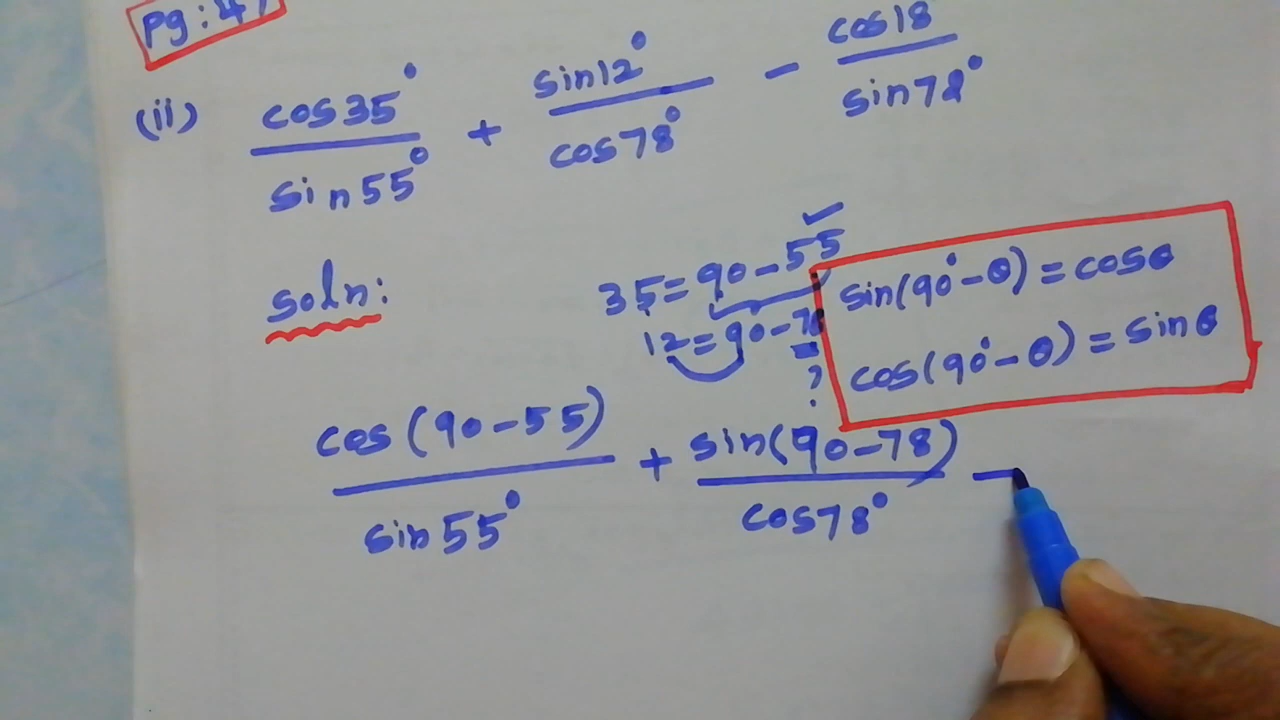 Pg: 47
(ii) cos35° / sin55° + sin12° / cos78° - cos18 / sin72°
soln:
35 = 90 - 55 ✓
12 = 90 - 78
?
sin(90° - θ) = cosθ
cos(90° - θ) = sinθ
cos(90-55) / sin55° + sin(90-78) / cos78° -